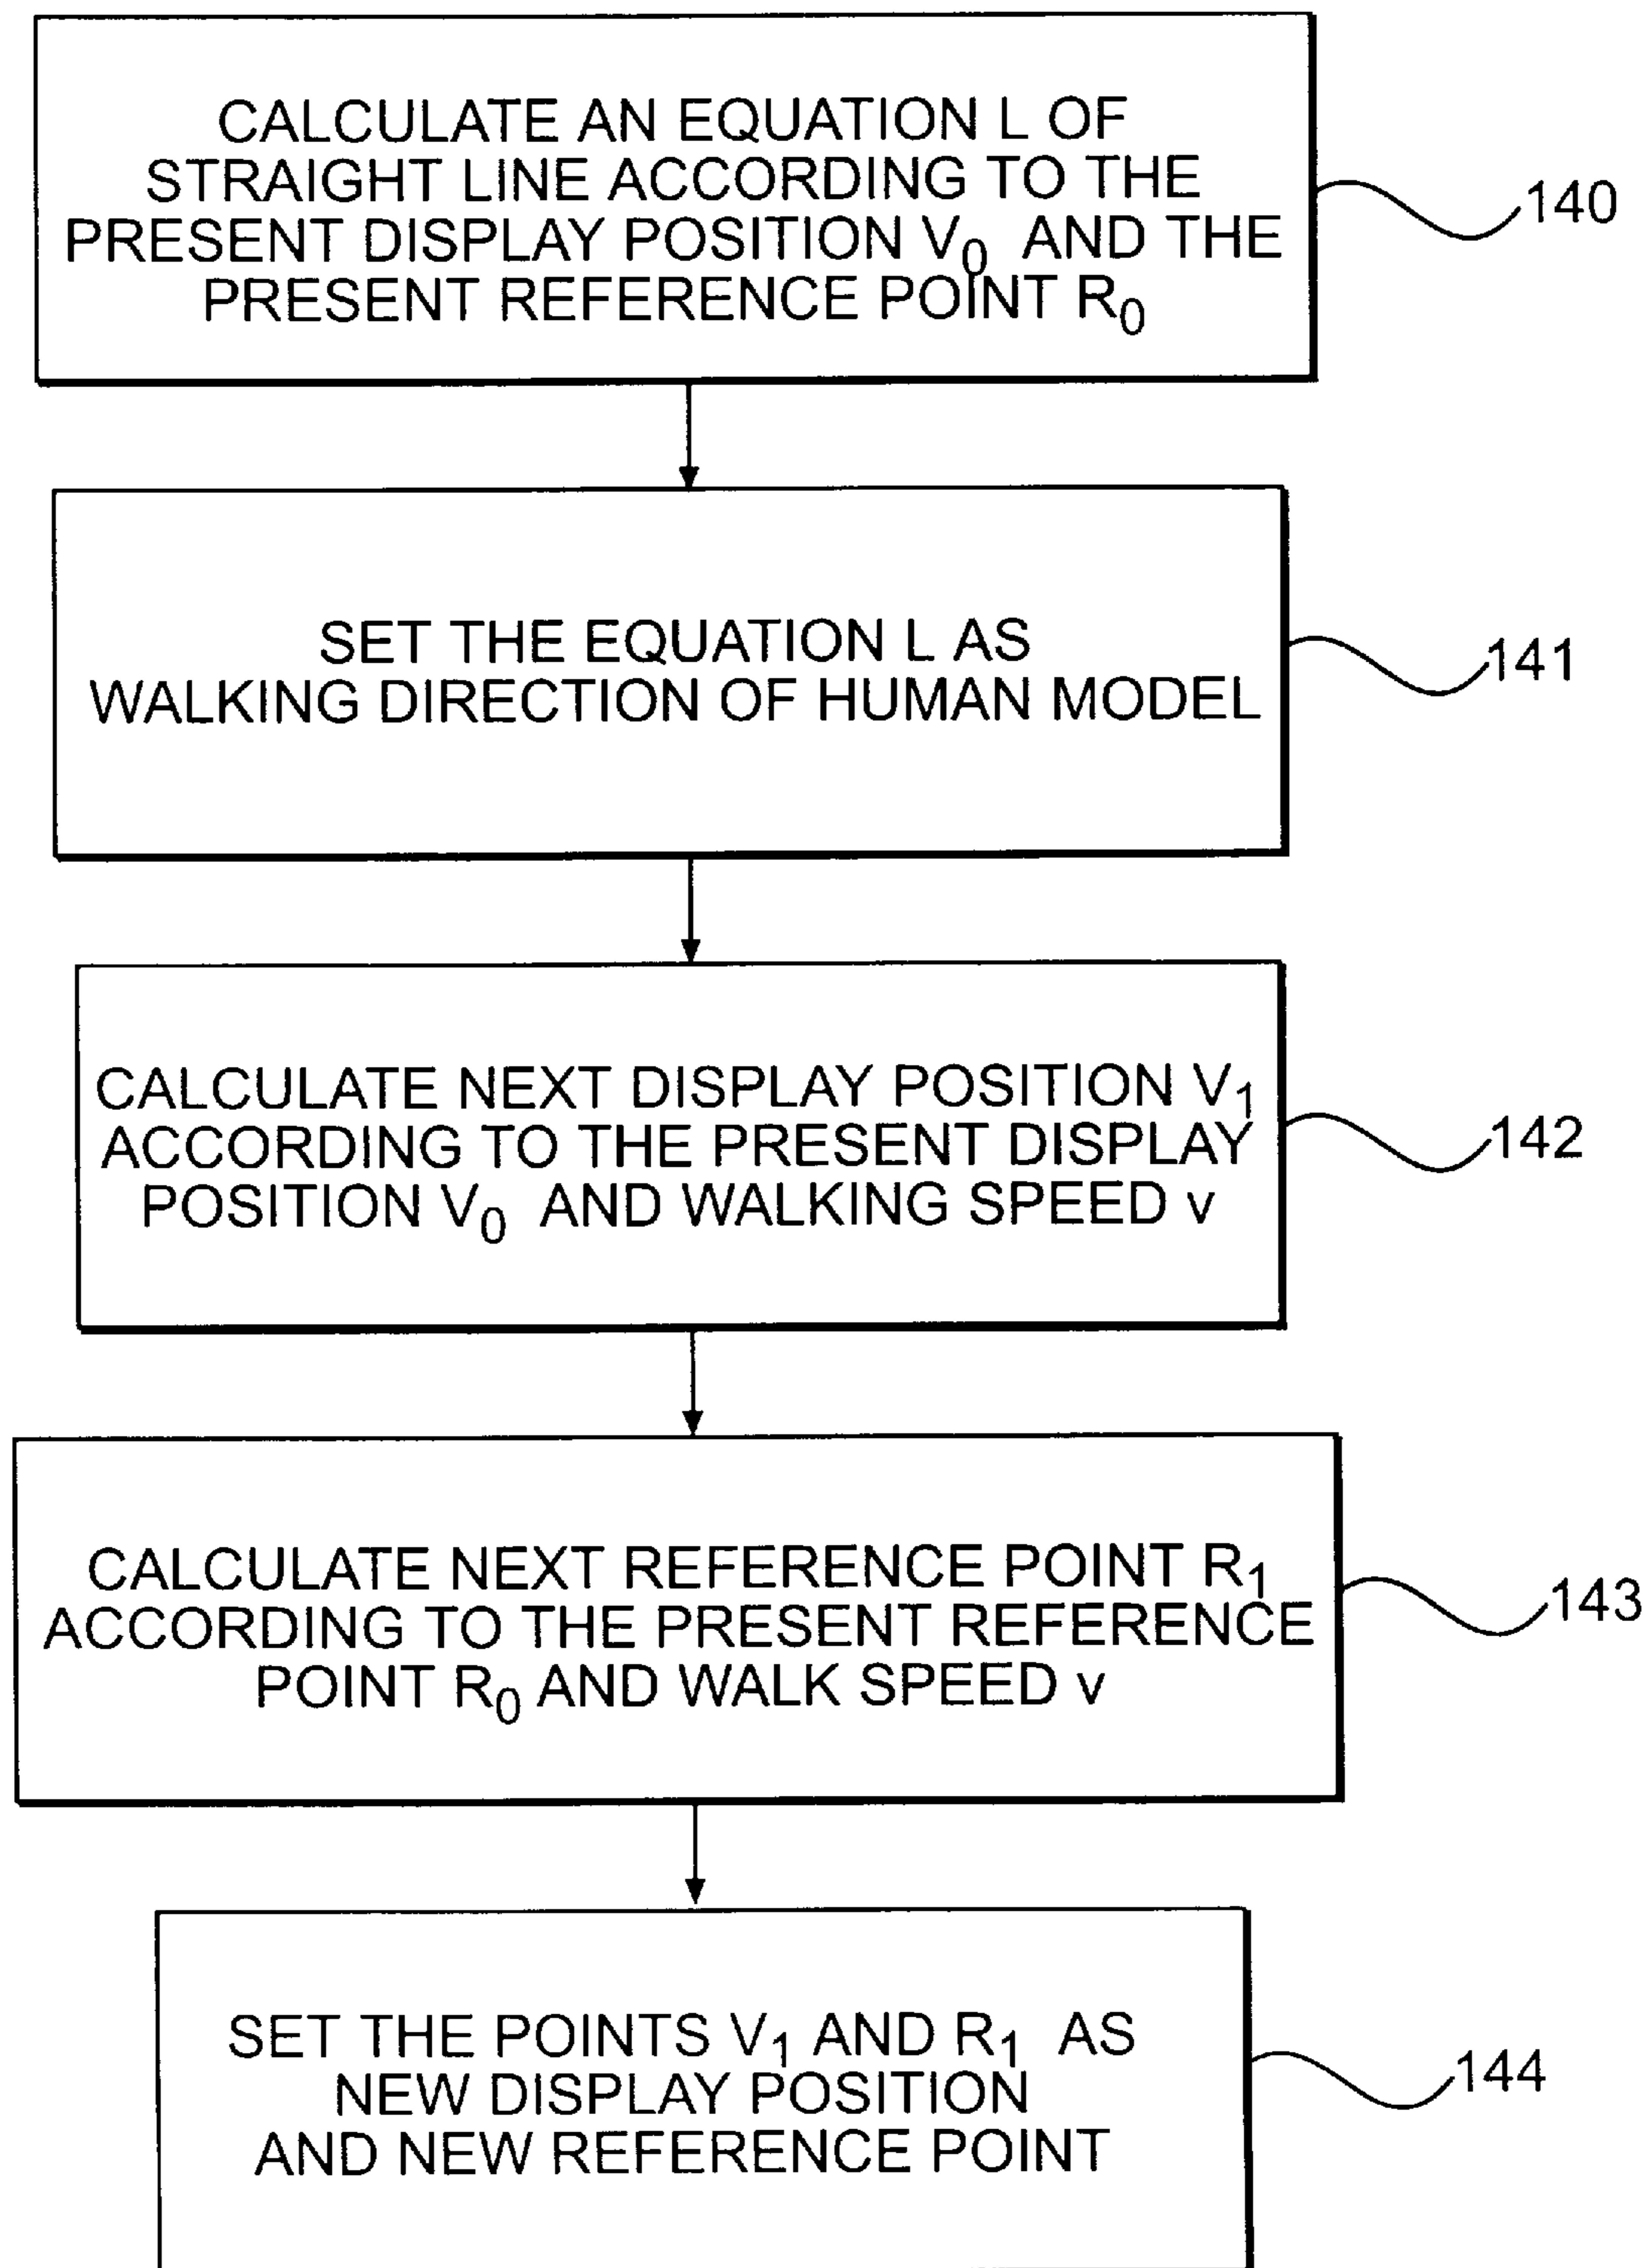 CALCULATE AN EQUATION L OF
STRAIGHT LINE ACCORDING TO THE
PRESENT DISPLAY POSITION V₀ AND THE
PRESENT REFERENCE POINT R₀
140
SET THE EQUATION L AS
WALKING DIRECTION OF HUMAN MODEL
141
CALCULATE NEXT DISPLAY POSITION V₁
ACCORDING TO THE PRESENT DISPLAY
POSITION V₀ AND WALKING SPEED v
142
CALCULATE NEXT REFERENCE POINT R₁
ACCORDING TO THE PRESENT REFERENCE
POINT R₀ AND WALK SPEED v
143
SET THE POINTS V₁ AND R₁ AS
NEW DISPLAY POSITION
AND NEW REFERENCE POINT
144